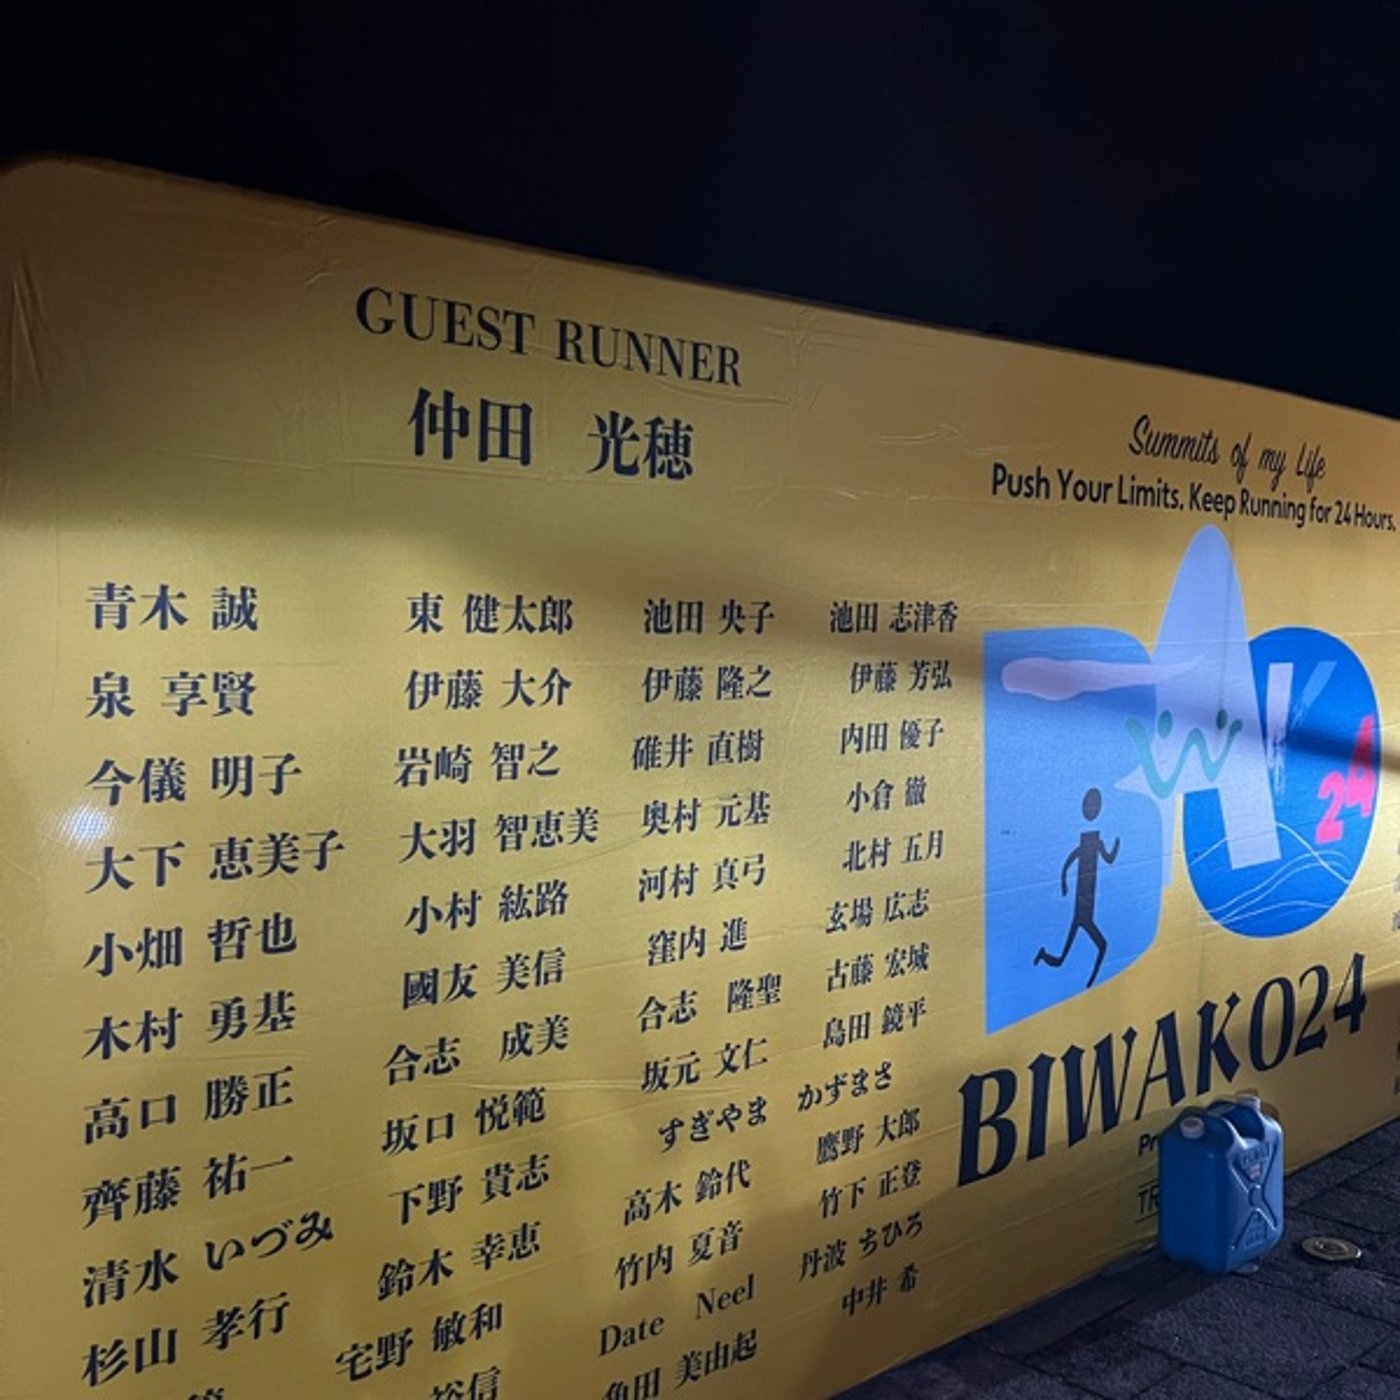 GUEST RUNNER
仲田 光穂
Summits of my Life
Push Your Limits. Keep Running for 24 Hours.
青木 誠 東 健太郎 池田 央子 池田 志津香
泉 享賢 伊藤 大介 伊藤 隆之 伊藤 芳弘
今儀 明子 岩崎 智之 碓井 直樹 内田 優子
大下 恵美子 大羽 智恵美 奥村 元基 小倉 徹
小畑 哲也 小村 紘路 河村 真弓 北村 五月
木村 勇基 國友 美信 窪内 進 玄場 広志
高口 勝正 合志 成美 合志 隆聖 古藤 宏城
齊藤 祐一 坂口 悦範 坂元 文仁 島田 鏡平
清水 いづみ 下野 貴志 すぎやま かずまさ
杉山 孝行 鈴木 幸恵 高木 鈴代 鷹野 大郎
宅野 敏和 竹内 夏音 竹下 正登
裕信 Date Neel 丹波 ちひろ
角田 美由起 中井 希
BWAKO
24
BIWAKO24